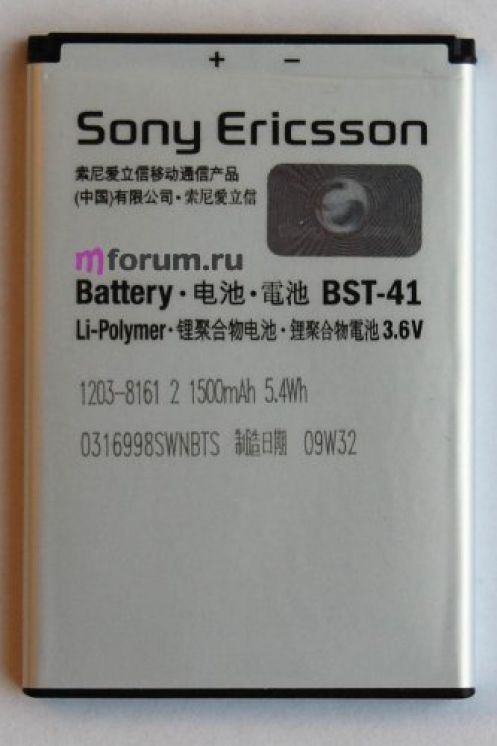 + −
Sony Ericsson
索尼爱立信移动通信产品
(中国)有限公司·索尼爱立信
mforum.ru
Battery·电池·電池 BST-41
Li-Polymer·锂聚合物电池·鋰聚合物電池 3.6V
1203-8161 2 1500mAh 5.4Wh
0316998SWNBTS 制造日期 09W32